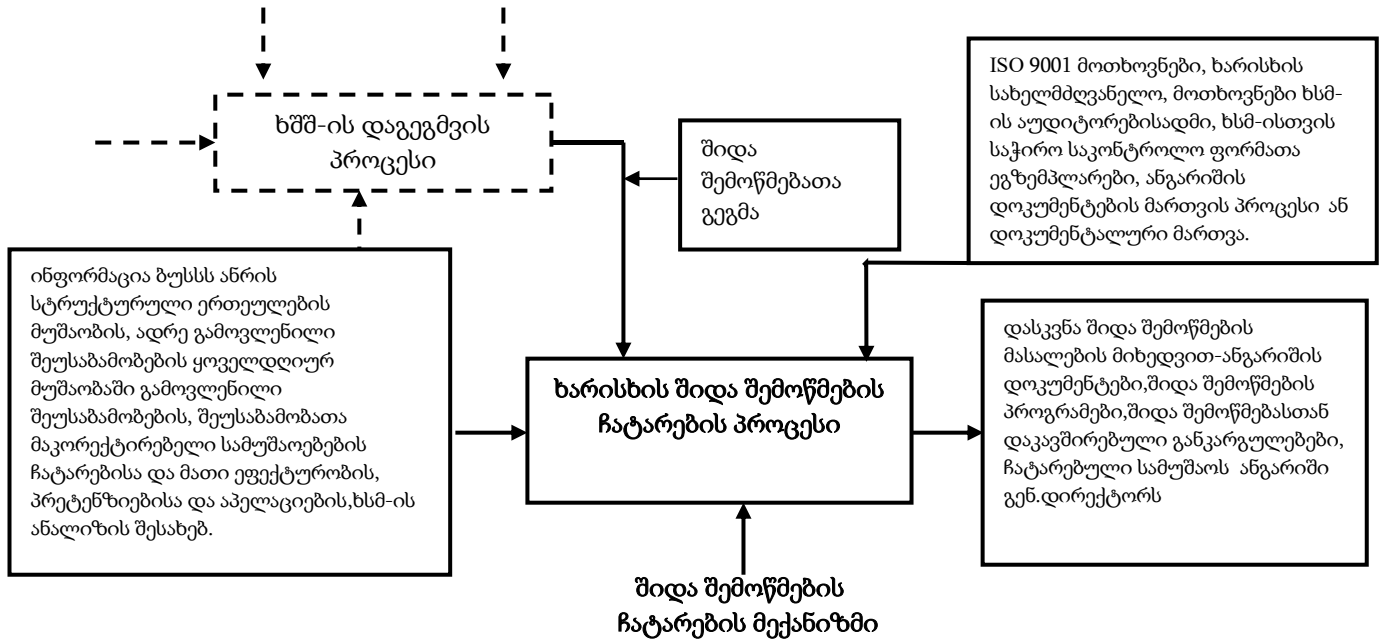 ხშშ-ის დაგეგმვის
პროცესი
შიდა
შემოწმებათა
გეგმა
ISO 9001 მოთხოვნები, ხარისხის
სახელმძღვანელო, მოთხოვნები ხსმ-
ის აუდიტორებისადმი, ხსმ-ისთვის
საჭირო საკონტროლო ფორმათა
ეგზემპლარები, ანგარიშის
დოკუმენტების მართვის პროცესი ან
დოკუმენტალური მართვა.
ინფორმაცია ბუსსს ანრის
სტრუქტურული ერთეულების
მუშაობის, ადრე გამოვლენილი
შეუსაბამობების ყოველდღიურ
მუშაობაში გამოვლენილი
შეუსაბამობების, შეუსაბამობათა
მაკორექტირებელი სამუშაოებების
ჩატარებისა და მათი ეფექტურობის,
პრეტენზიებისა და აპელაციების,ხსმ-ის
ანალიზის შესახებ.
ხარისხის შიდა შემოწმების
ჩატარების პროცესი
დასკვნა შიდა შემოწმების
მასალების მიხედვით-ანგარიშის
დოკუმენტები,შიდა შემოწმების
პროგრამები,შიდა შემოწმებასთან
დაკავშირებული განკარგულებები,
ჩატარებული სამუშაოს ანგარიში
გენ.დირექტორს
შიდა შემოწმების
ჩატარების მექანიზმი